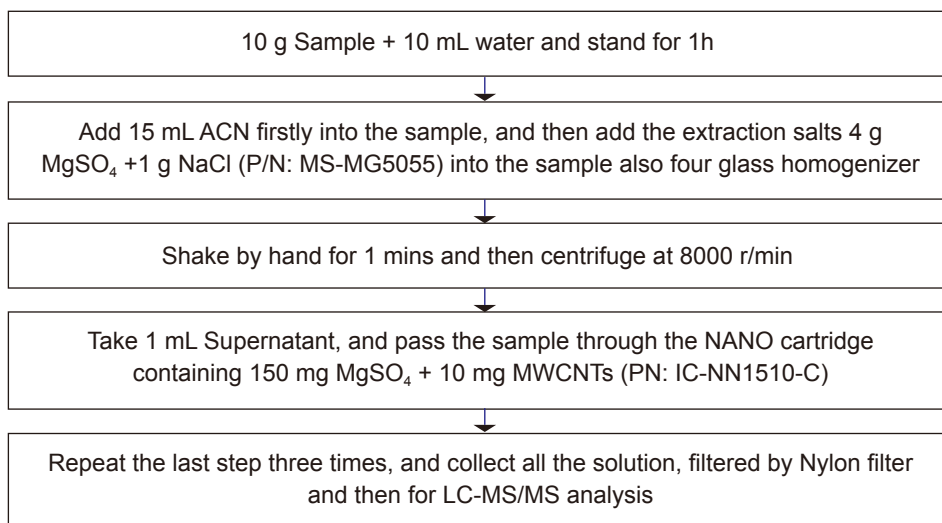 10 g Sample + 10 mL water and stand for 1h
Add 15 mL ACN firstly into the sample, and then add the extraction salts 4 g
MgSO₄ +1 g NaCl (P/N: MS-MG5055) into the sample also four glass homogenizer
Shake by hand for 1 mins and then centrifuge at 8000 r/min
Take 1 mL Supernatant, and pass the sample through the NANO cartridge
containing 150 mg MgSO₄ + 10 mg MWCNTs (PN: IC-NN1510-C)
Repeat the last step three times, and collect all the solution, filtered by Nylon filter
and then for LC-MS/MS analysis